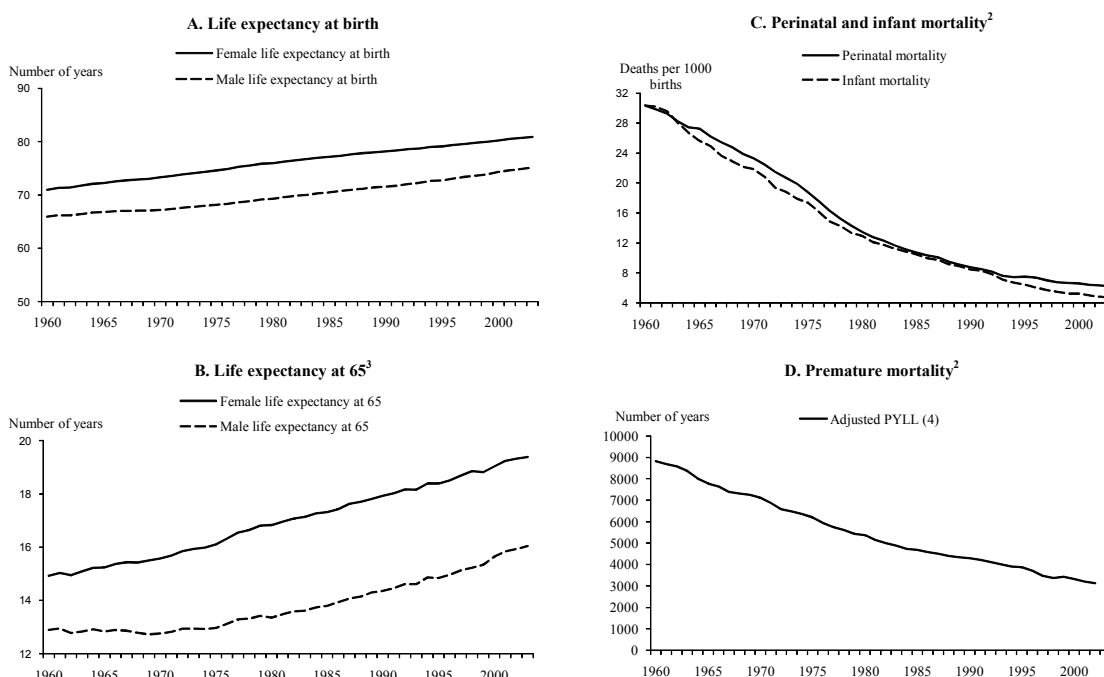 A. Life expectancy at birth
Female life expectancy at birth
Male life expectancy at birth
Number of years
90
80
70
60
50
1960 1965 1970 1975 1980 1985 1990 1995 2000
C. Perinatal and infant mortality²
Perinatal mortality
Infant mortality
Deaths per 1000
births
32
28
24
20
16
12
8
4
1960 1965 1970 1975 1980 1985 1990 1995 2000
B. Life expectancy at 65³
Female life expectancy at 65
Male life expectancy at 65
Number of years
20
18
16
14
12
1960 1965 1970 1975 1980 1985 1990 1995 2000
D. Premature mortality²
Number of years
Adjusted PYLL (4)
10000
9000
8000
7000
6000
5000
4000
3000
2000
1000
0
1960 1965 1970 1975 1980 1985 1990 1995 2000